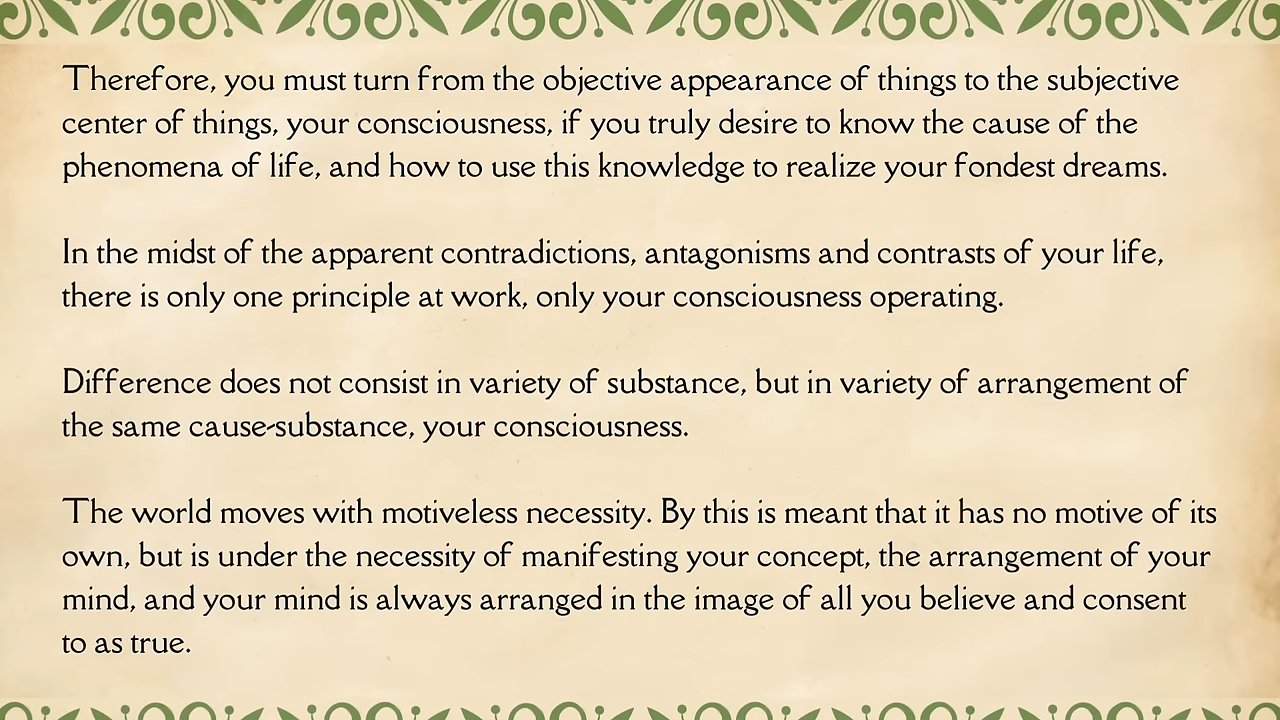 Therefore, you must turn from the objective appearance of things to the subjective
center of things, your consciousness, if you truly desire to know the cause of the
phenomena of life, and how to use this knowledge to realize your fondest dreams.
In the midst of the apparent contradictions, antagonisms and contrasts of your life,
there is only one principle at work, only your consciousness operating.
Difference does not consist in variety of substance, but in variety of arrangement of
the same cause-substance, your consciousness.
The world moves with motiveless necessity. By this is meant that it has no motive of its
own, but is under the necessity of manifesting your concept, the arrangement of your
mind, and your mind is always arranged in the image of all you believe and consent
to as true.